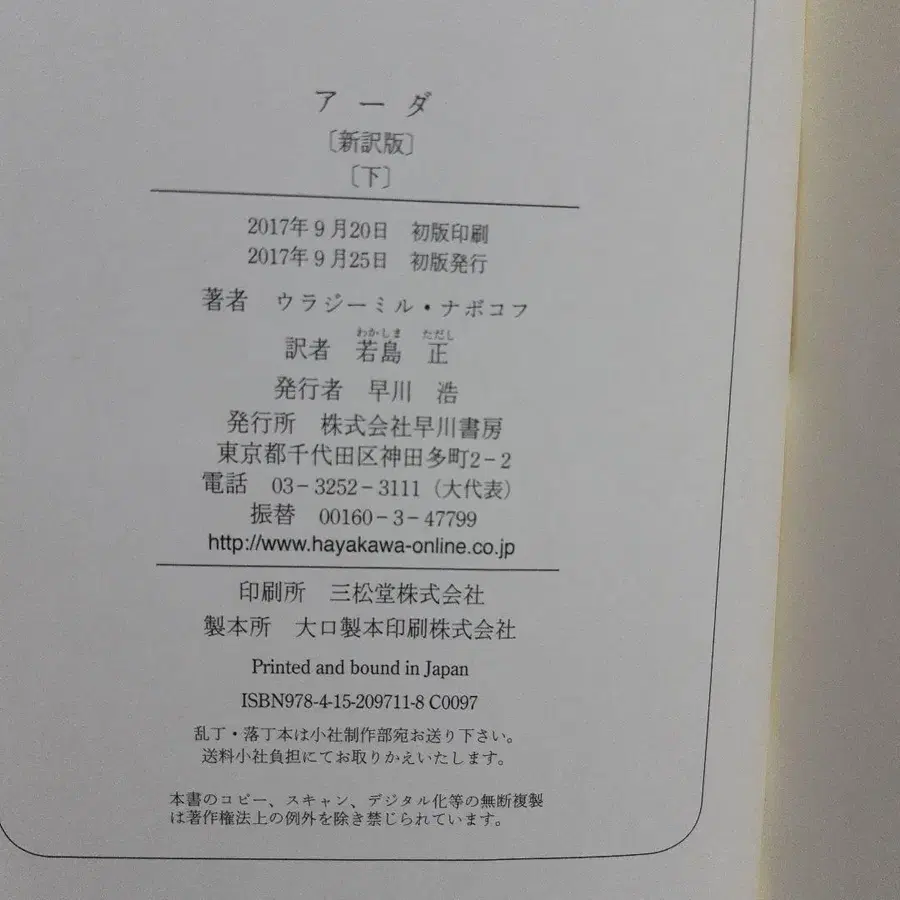 アーダ
〔新訳版〕
〔下〕
2017年9月20日　初版印刷
2017年9月25日　初版発行
著者　ウラジーミル・ナボコフ
わかしま　ただし
訳者　若島　正
発行者　早川　浩
発行所　株式会社早川書房
東京都千代田区神田多町2－2
電話　03－3252－3111（大代表）
振替　00160－3－47799
http://www.hayakawa-online.co.jp
印刷所　三松堂株式会社
製本所　大口製本印刷株式会社
Printed and bound in Japan
ISBN978-4-15-209711-8 C0097
乱丁・落丁本は小社制作部宛お送り下さい。
送料小社負担にてお取りかえいたします。
本書のコピー、スキャン、デジタル化等の無断複製
は著作権法上の例外を除き禁じられています。